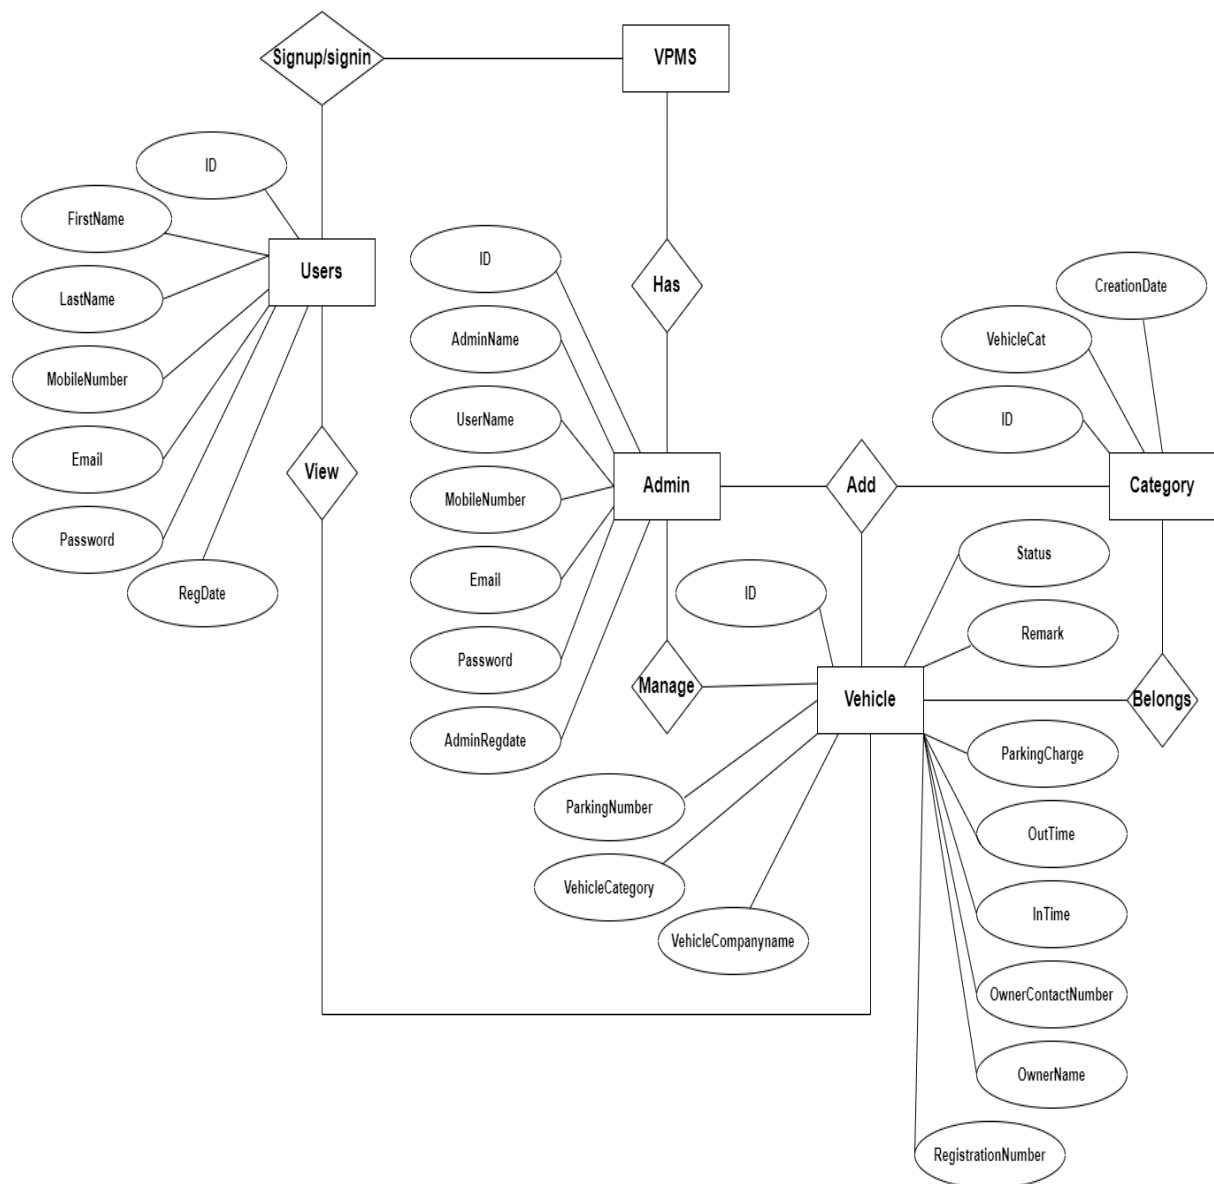 Signup/signin
VPMS
ID
FirstName
Users
ID
LastName
Has
CreationDate
AdminName
VehicleCat
MobileNumber
UserName
ID
Email
View
Admin
Add
Category
MobileNumber
Password
Status
Email
ID
RegDate
Remark
Password
Manage
Vehicle
Belongs
AdminRegdate
ParkingCharge
ParkingNumber
OutTime
VehicleCategory
InTime
VehicleCompanyname
OwnerContactNumber
OwnerName
RegistrationNumber